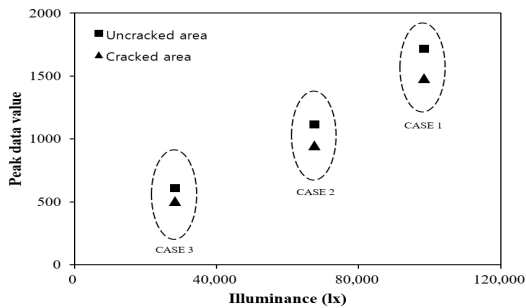 2000
Uncracked area
Cracked area
1500
CASE 1
1000
CASE 2
500
CASE 3
0
0
40,000
80,000
120,000
Peak data value
Illuminance (lx)